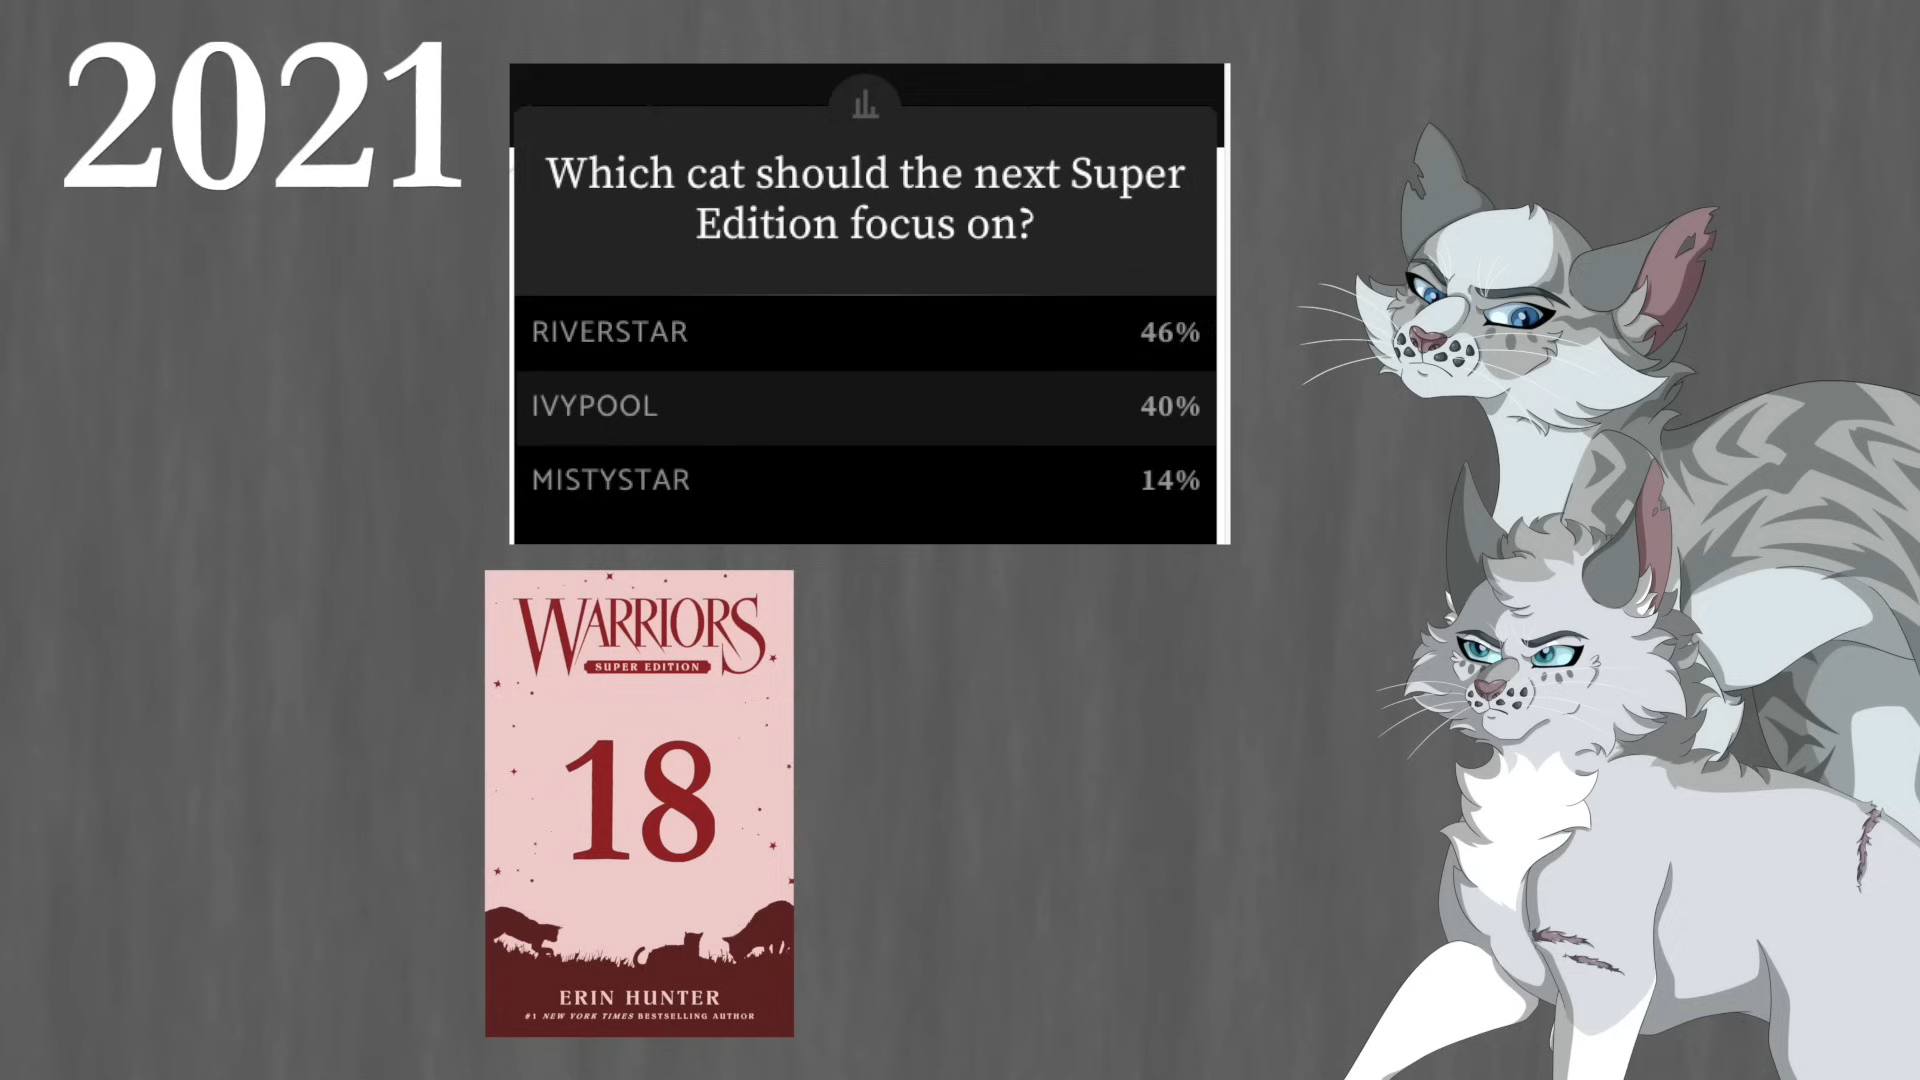 2021
Which cat should the next Super
Edition focus on?
RIVERSTAR 46%
IVYPOOL 40%
MISTYSTAR 14%
WARRIORS
SUPER EDITION
18
ERIN HUNTER
#1 NEW YORK TIMES BESTSELLING AUTHOR